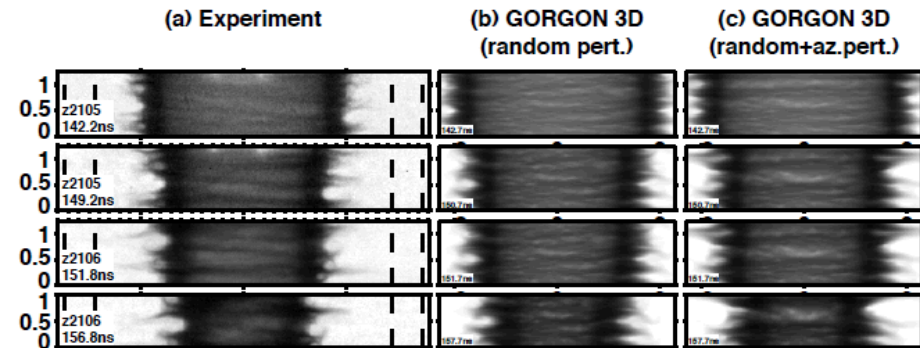 (a) Experiment
(b) GORGON 3D
(random pert.)
(c) GORGON 3D
(random+az.pert.)
1
0.5
0
z2105
142.2ns
142.7ns
142.7ns
1
0.5
0
z2105
149.2ns
150.7ns
150.7ns
1
0.5
0
z2106
151.8ns
151.7ns
151.7ns
1
0.5
0
z2106
156.8ns
157.7ns
157.7ns